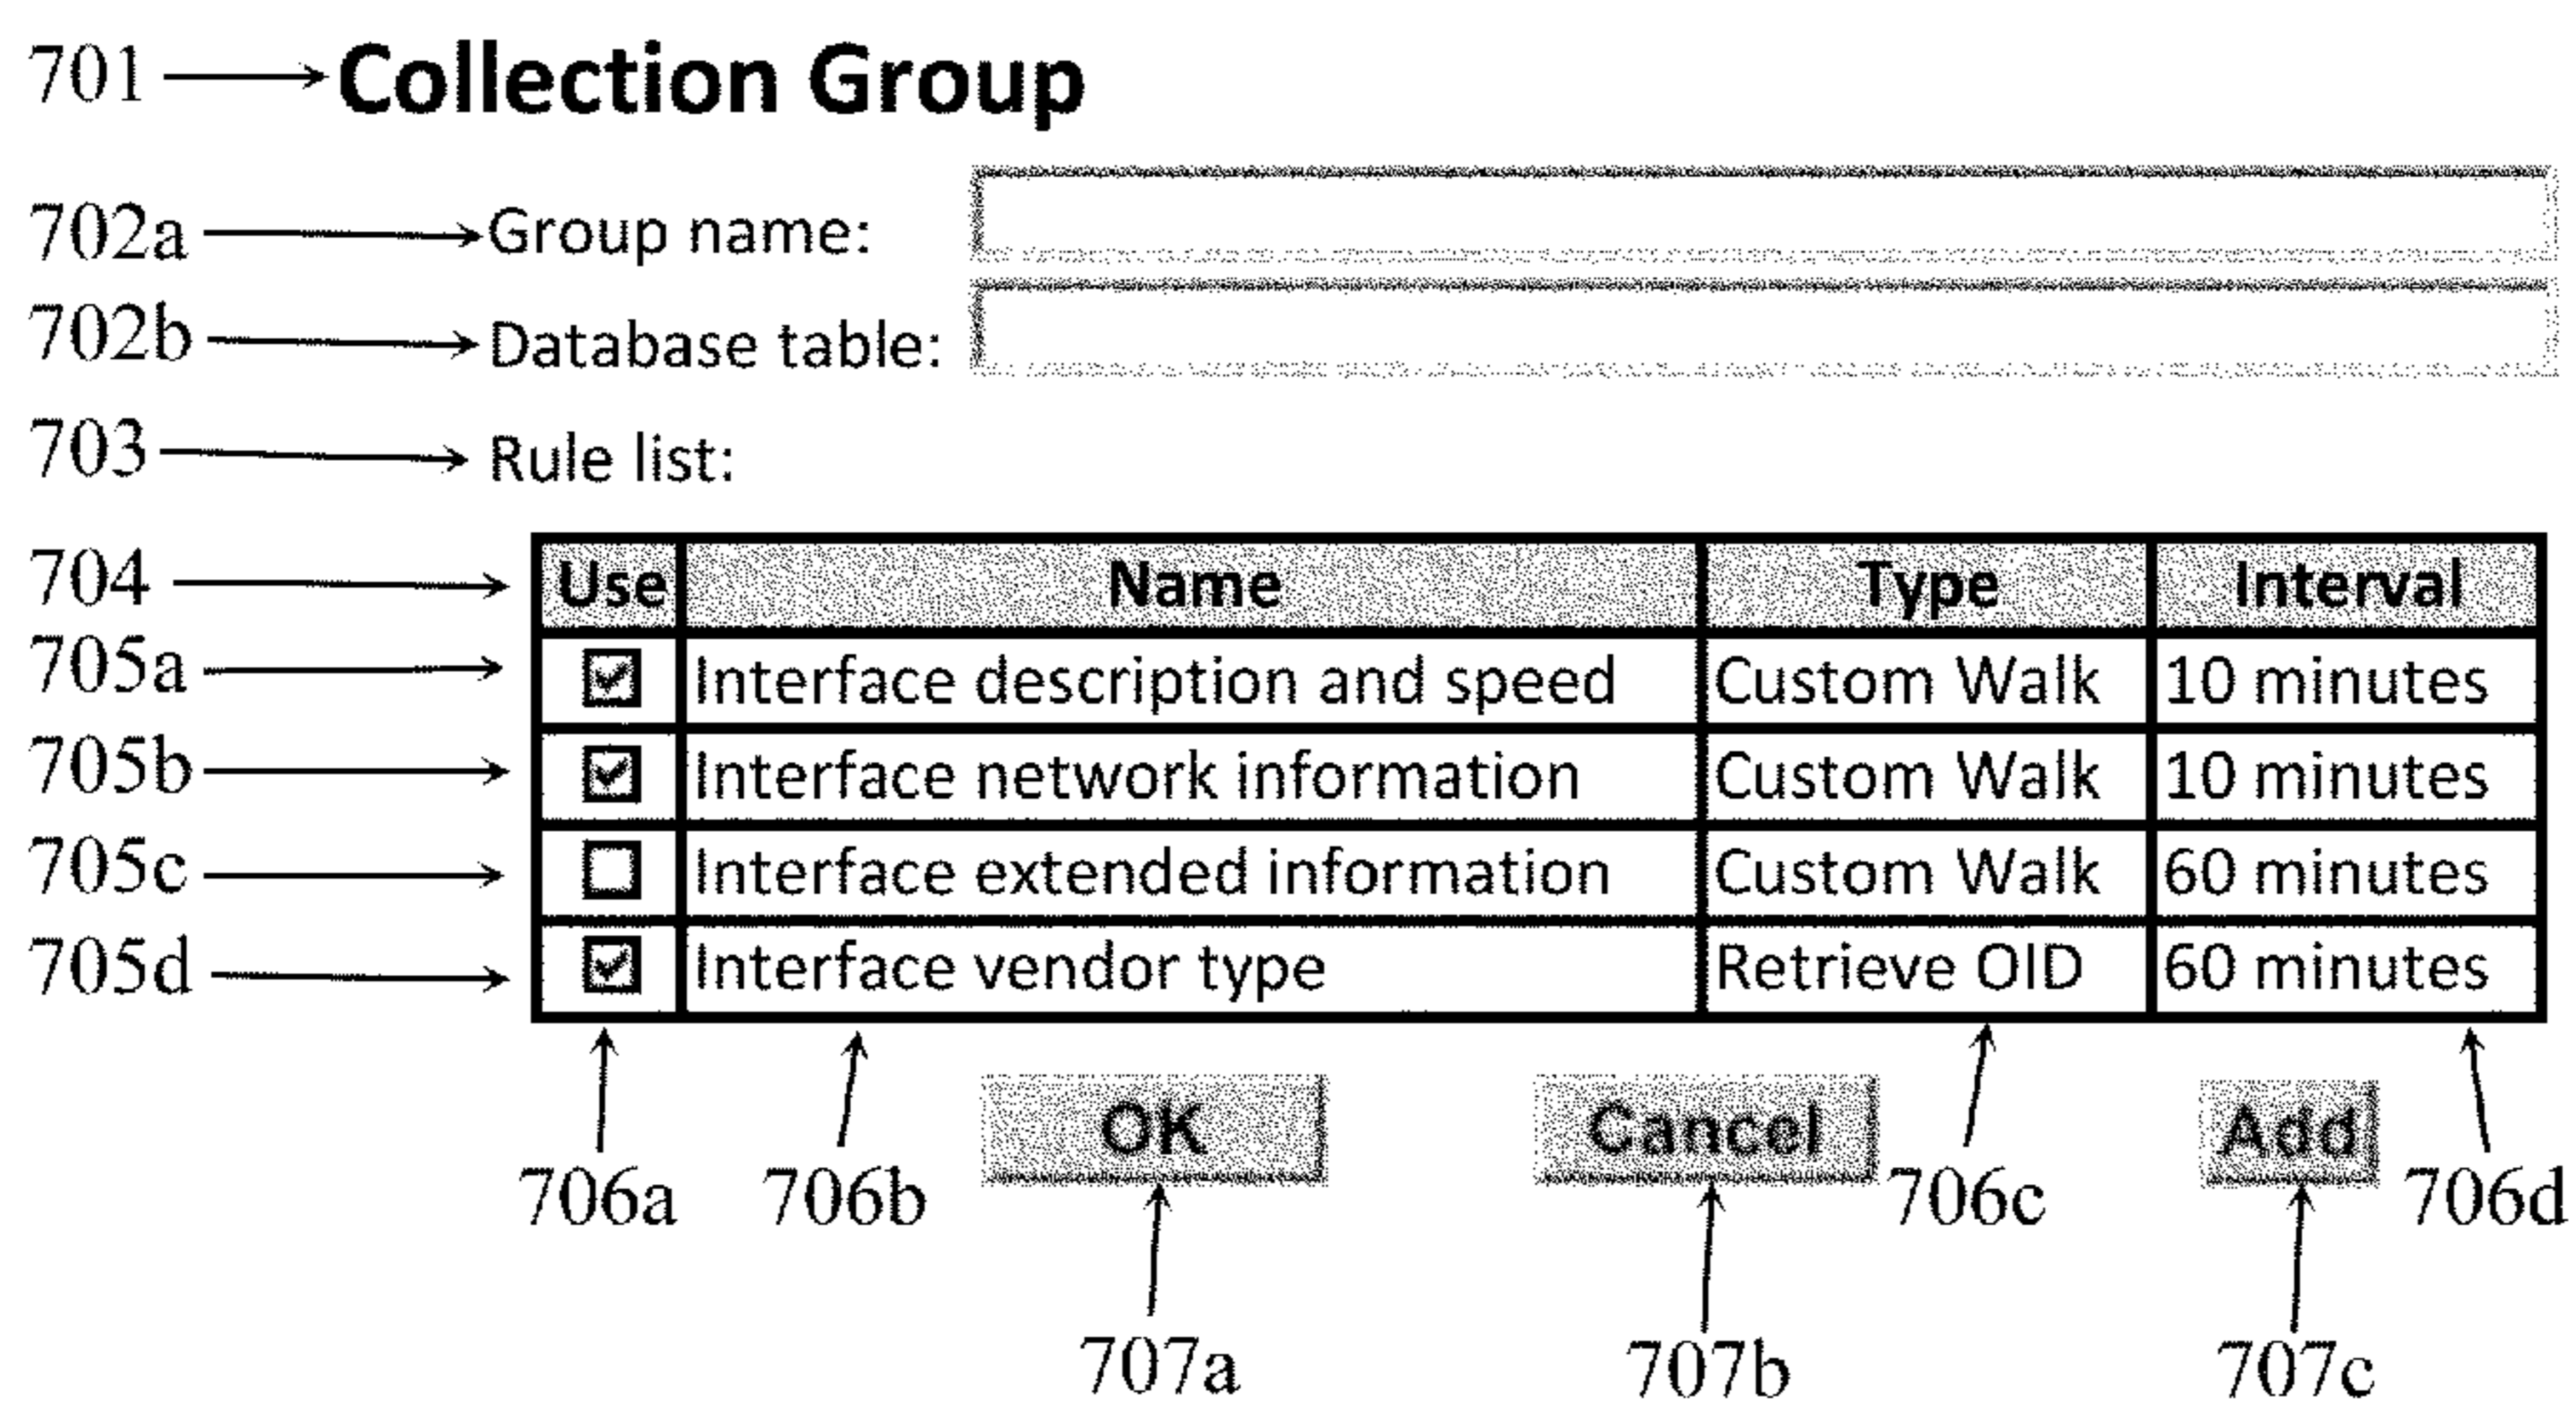 701 Collection Group
702a Group name:
702b Database table:
703 Rule list:
704 Use Name Type Interval
705a Interface description and speed Custom Walk 10 minutes
705b Interface network information Custom Walk 10 minutes
705c Interface extended information Custom Walk 60 minutes
705d Interface vendor type Retrieve OID 60 minutes
OK Cancel Add
706a 706b 706c 706d
707a 707b 707c